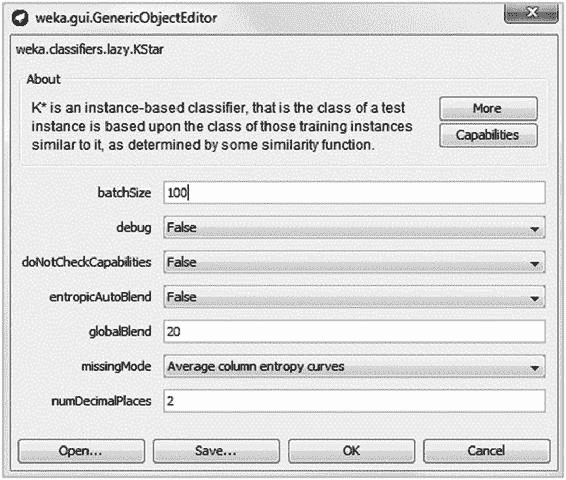 weka.gui.GenericObjectEditor
weka.classifiers.lazy.KStar
About
K* is an instance-based classifier, that is the class of a test
instance is based upon the class of those training instances
similar to it, as determined by some similarity function.
More
Capabilities
batchSize 100
debug False
doNotCheckCapabilities False
entropicAutoBlend False
globalBlend 20
missingMode Average column entropy curves
numDecimalPlaces 2
Open... Save... OK Cancel